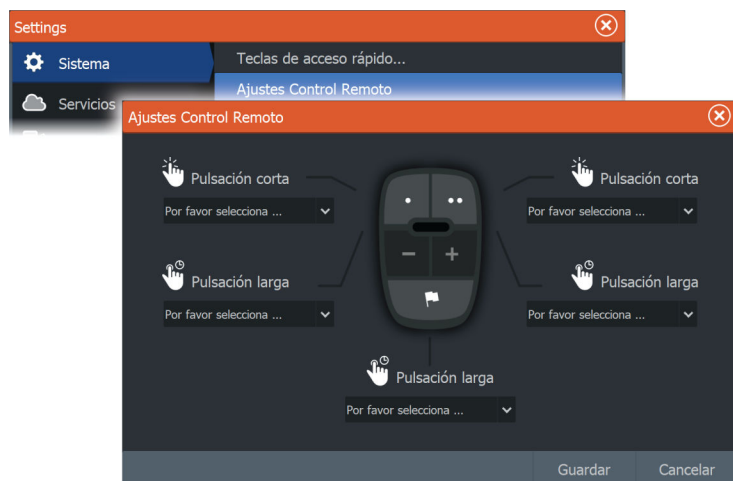 Settings
Sistema
Teclas de acceso rápido...
Servicios
Ajustes Control Remoto
Ajustes Control Remoto
Pulsación corta
Pulsación corta
Por favor selecciona ...
Por favor selecciona ...
Pulsación larga
Pulsación larga
Por favor selecciona ...
Por favor selecciona ...
Pulsación larga
Por favor selecciona ...
Guardar
Cancelar